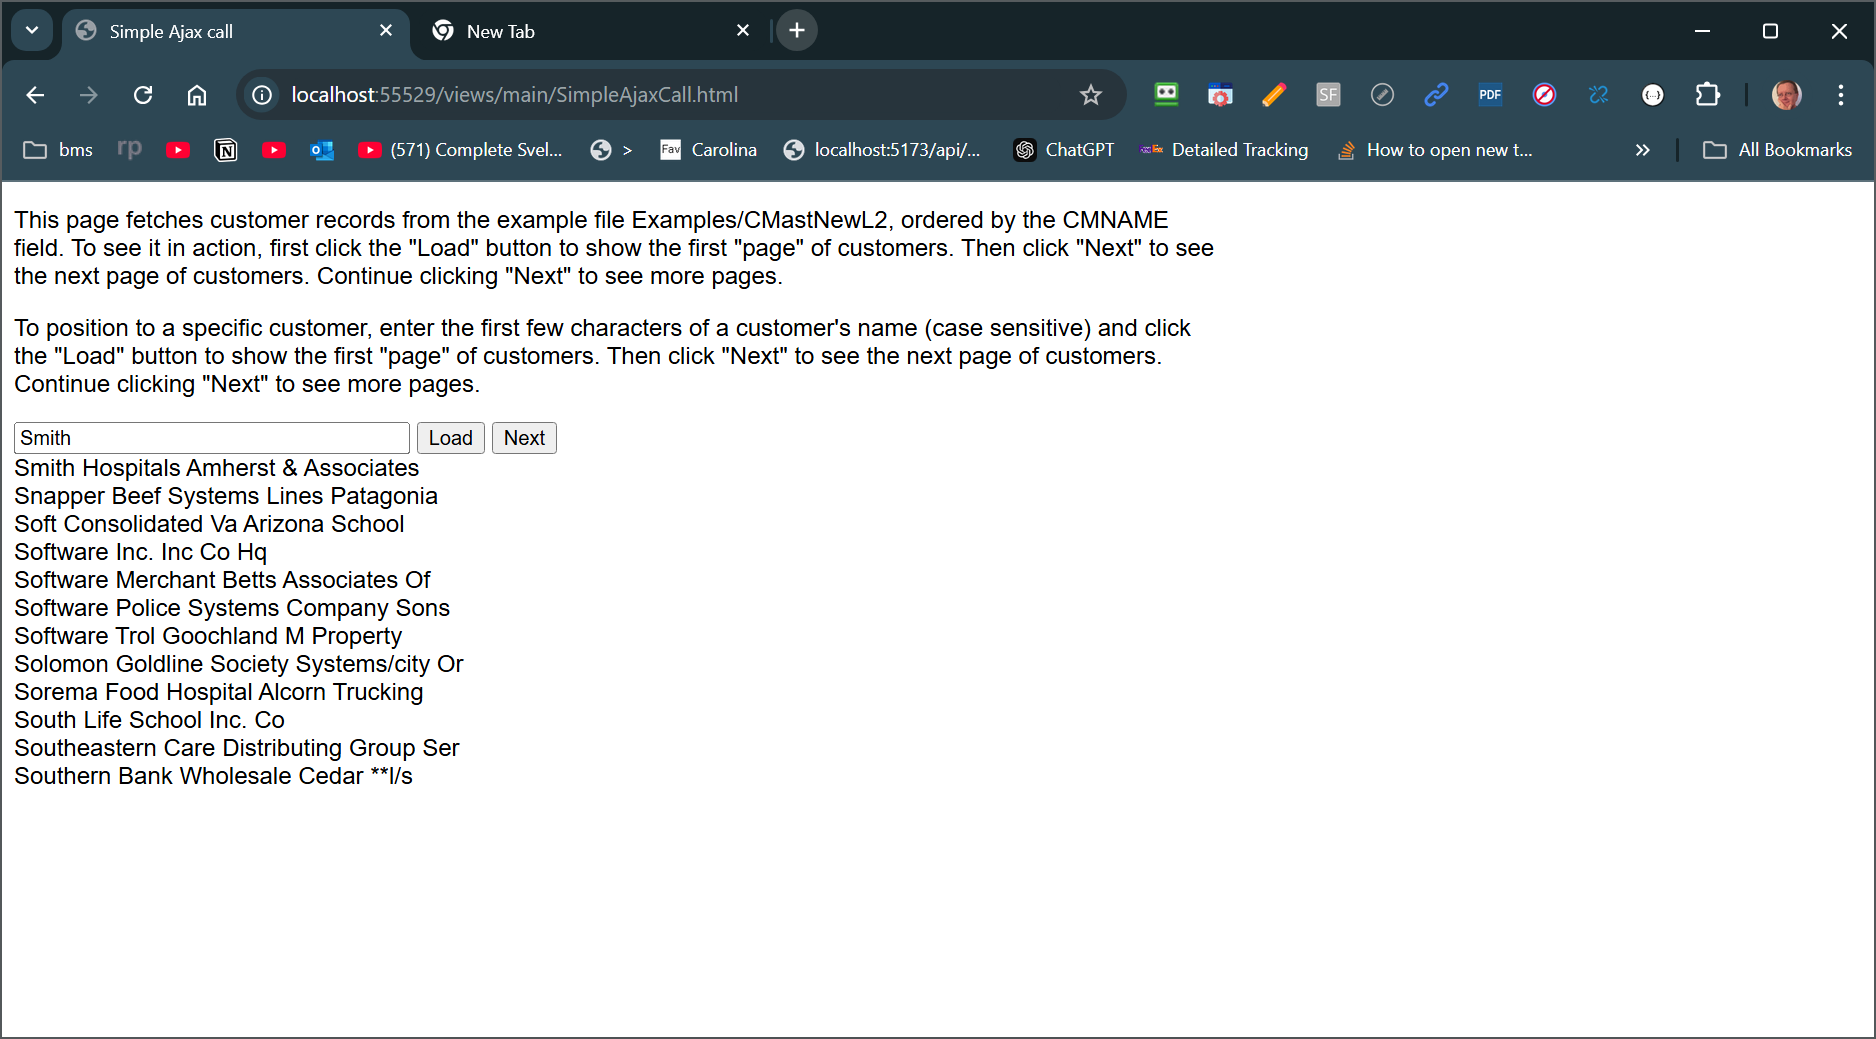 Simple Ajax call
New Tab
localhost:55529/views/main/SimpleAjaxCall.html
SF
PDF
{...}
bms
rp
N
(571) Complete Svel...
>
Fav
Carolina
localhost:5173/api/...
ChatGPT
Detailed Tracking
How to open new t...
All Bookmarks
This page fetches customer records from the example file Examples/CMastNewL2, ordered by the CMNAME
field. To see it in action, first click the "Load" button to show the first "page" of customers. Then click "Next" to see
the next page of customers. Continue clicking "Next" to see more pages.
To position to a specific customer, enter the first few characters of a customer's name (case sensitive) and click
the "Load" button to show the first "page" of customers. Then click "Next" to see the next page of customers.
Continue clicking "Next" to see more pages.
Smith Load Next
Smith Hospitals Amherst & Associates
Snapper Beef Systems Lines Patagonia
Soft Consolidated Va Arizona School
Software Inc. Inc Co Hq
Software Merchant Betts Associates Of
Software Police Systems Company Sons
Software Trol Goochland M Property
Solomon Goldline Society Systems/city Or
Sorema Food Hospital Alcorn Trucking
South Life School Inc. Co
Southeastern Care Distributing Group Ser
Southern Bank Wholesale Cedar **l/s